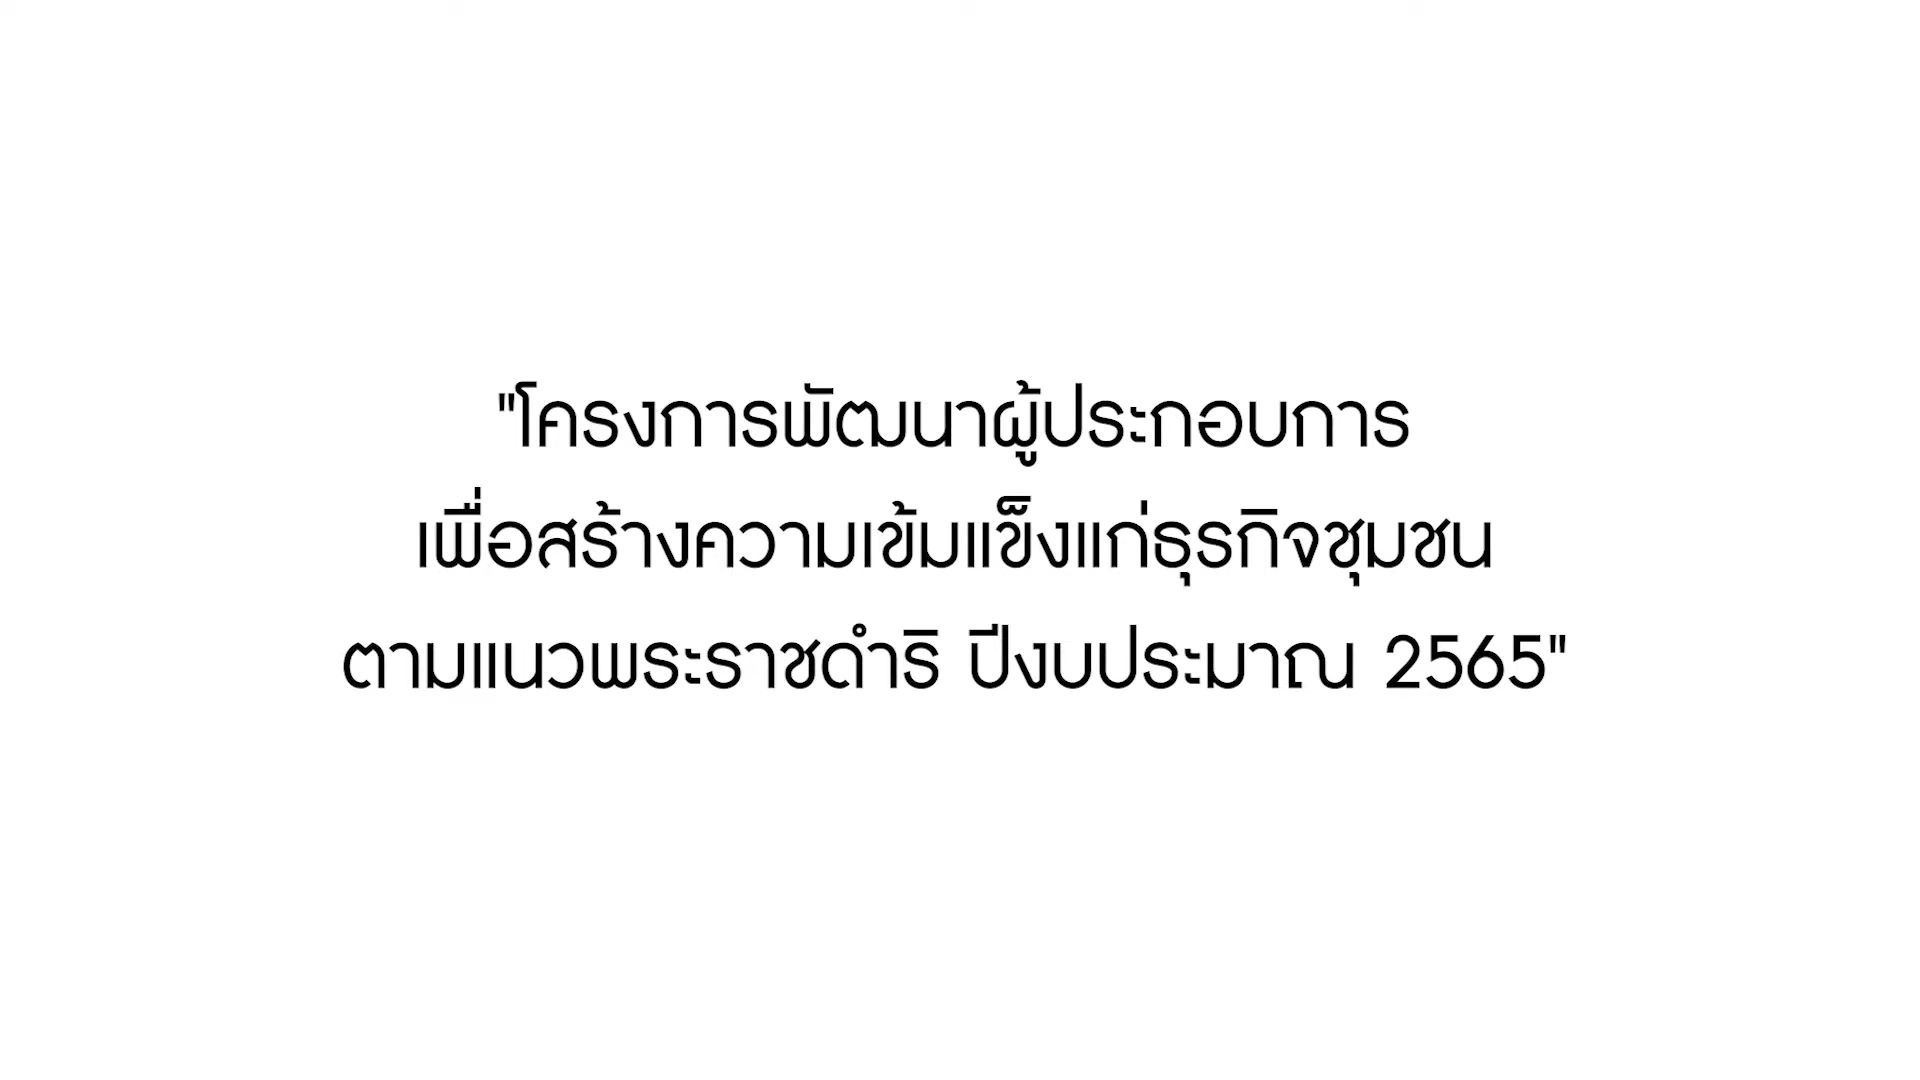 "โครงการพัฒนาผู้ประกอบการ
เพื่อสร้างความเข้มแข็งแก่ธุรกิจชุมชน
ตามแนวพระราชดำริ ปีงบประมาณ 2565"